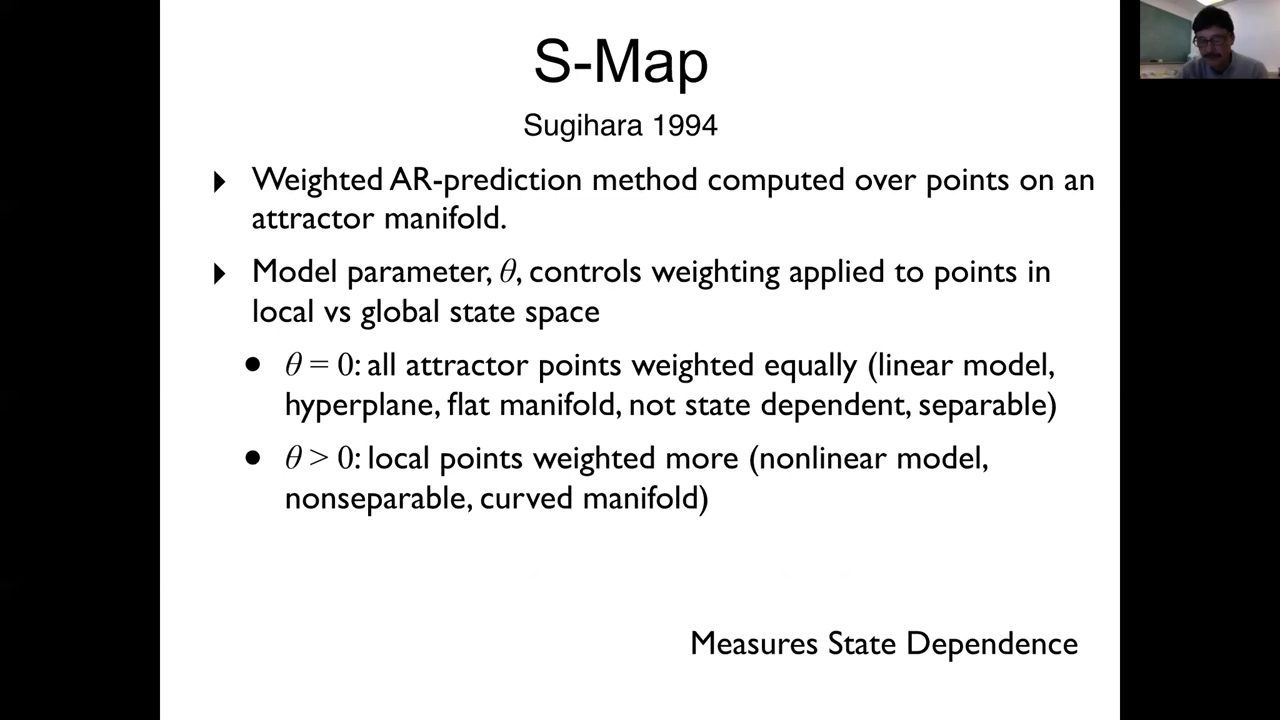 S-Map
Sugihara 1994
Weighted AR-prediction method computed over points on an
attractor manifold.
Model parameter, θ, controls weighting applied to points in
local vs global state space
θ = 0: all attractor points weighted equally (linear model,
hyperplane, flat manifold, not state dependent, separable)
θ > 0: local points weighted more (nonlinear model,
nonseparable, curved manifold)
Measures State Dependence